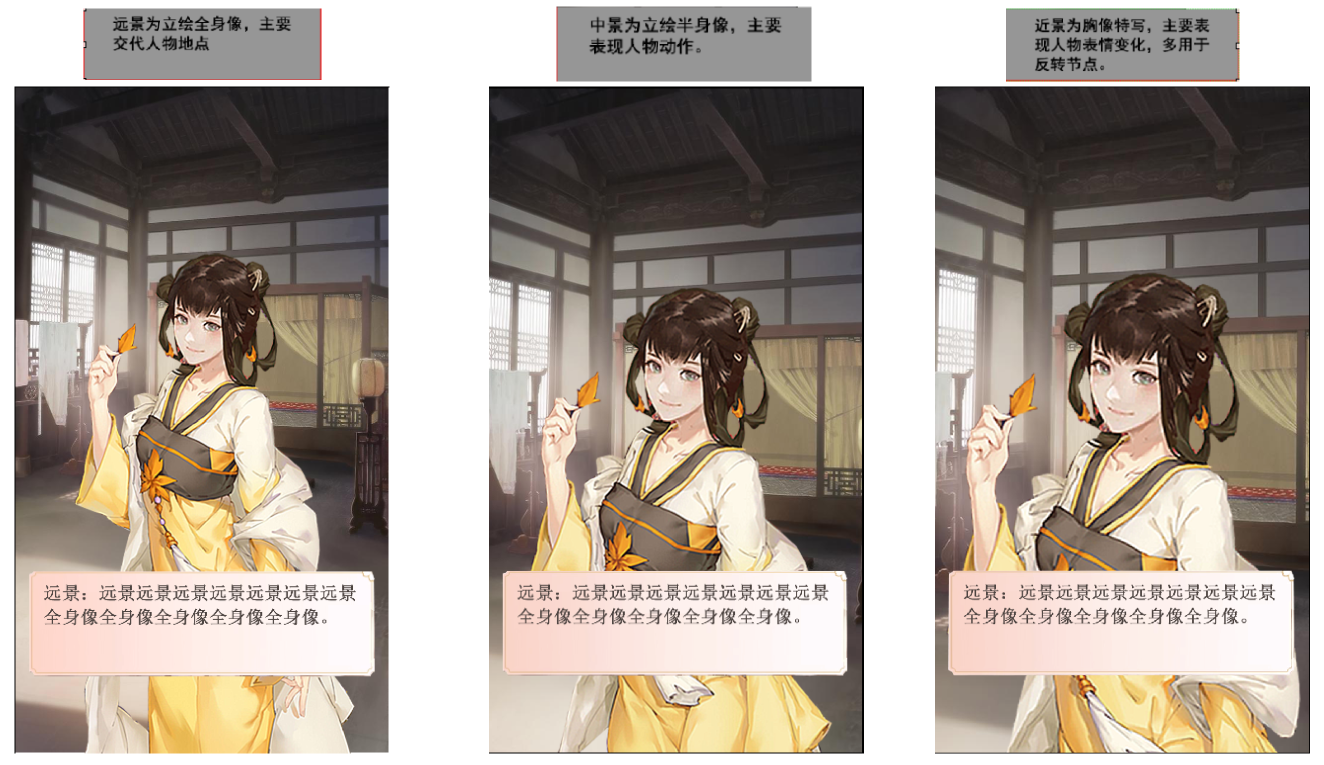 远景为立绘全身像，主要
交代人物地点
中景为立绘半身像，主要
表现人物动作。
近景为胸像特写，主要表
现人物表情变化，多用于
反转节点。
远景：远景远景远景远景远景远景远景
全身像全身像全身像全身像全身像。
远景：远景远景远景远景远景远景远景
全身像全身像全身像全身像全身像。
远景：远景远景远景远景远景远景远景
全身像全身像全身像全身像全身像。